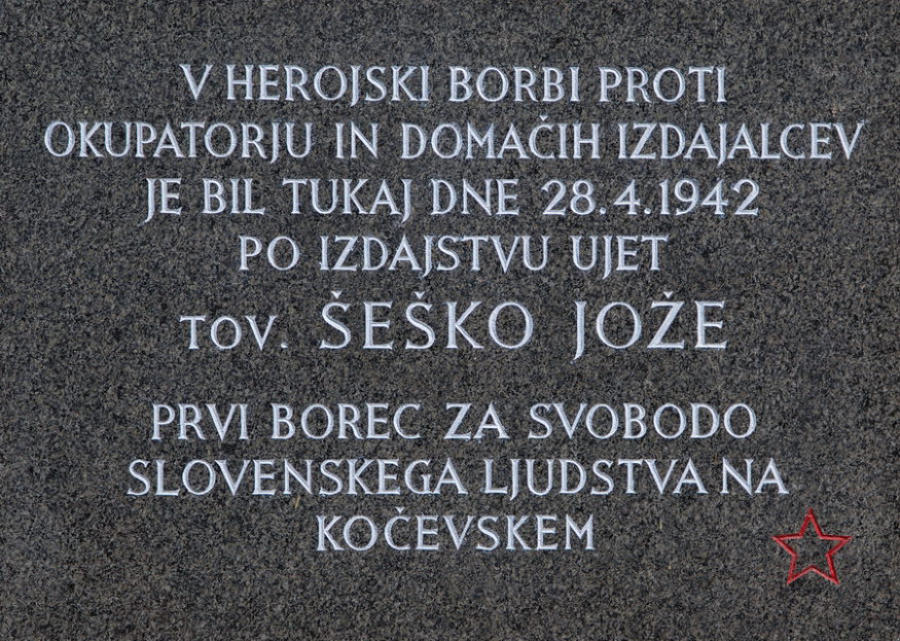 V HEROJSKI BORBI PROTI
OKUPATORJU IN DOMAČIH IZDAJALCEV
JE BIL TUKAJ DNE 28.4.1942
PO IZDAJSTVU UJET
TOV. ŠEŠKO JOŽE
PRVI BOREC ZA SVOBODO
SLOVENSKEGA LJUDSTVA NA
KOČEVSKEM